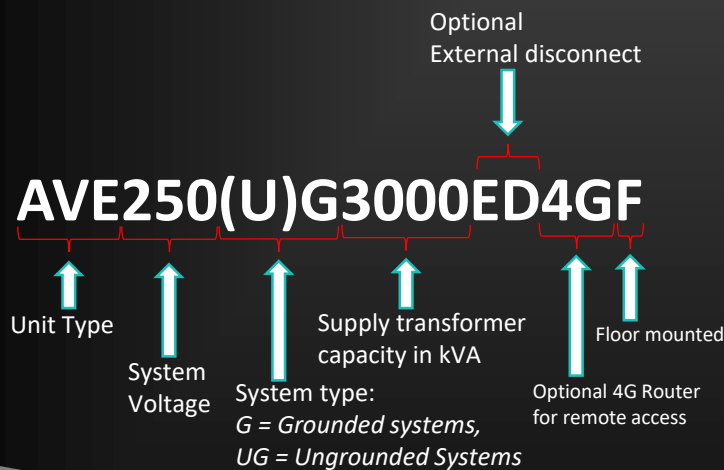 Optional
External disconnect
AVE250(U)G3000ED4GF
Unit Type
System
Voltage
System type:
G = Grounded systems,
UG = Ungrounded Systems
Supply transformer
capacity in kVA
Optional 4G Router
for remote access
Floor mounted